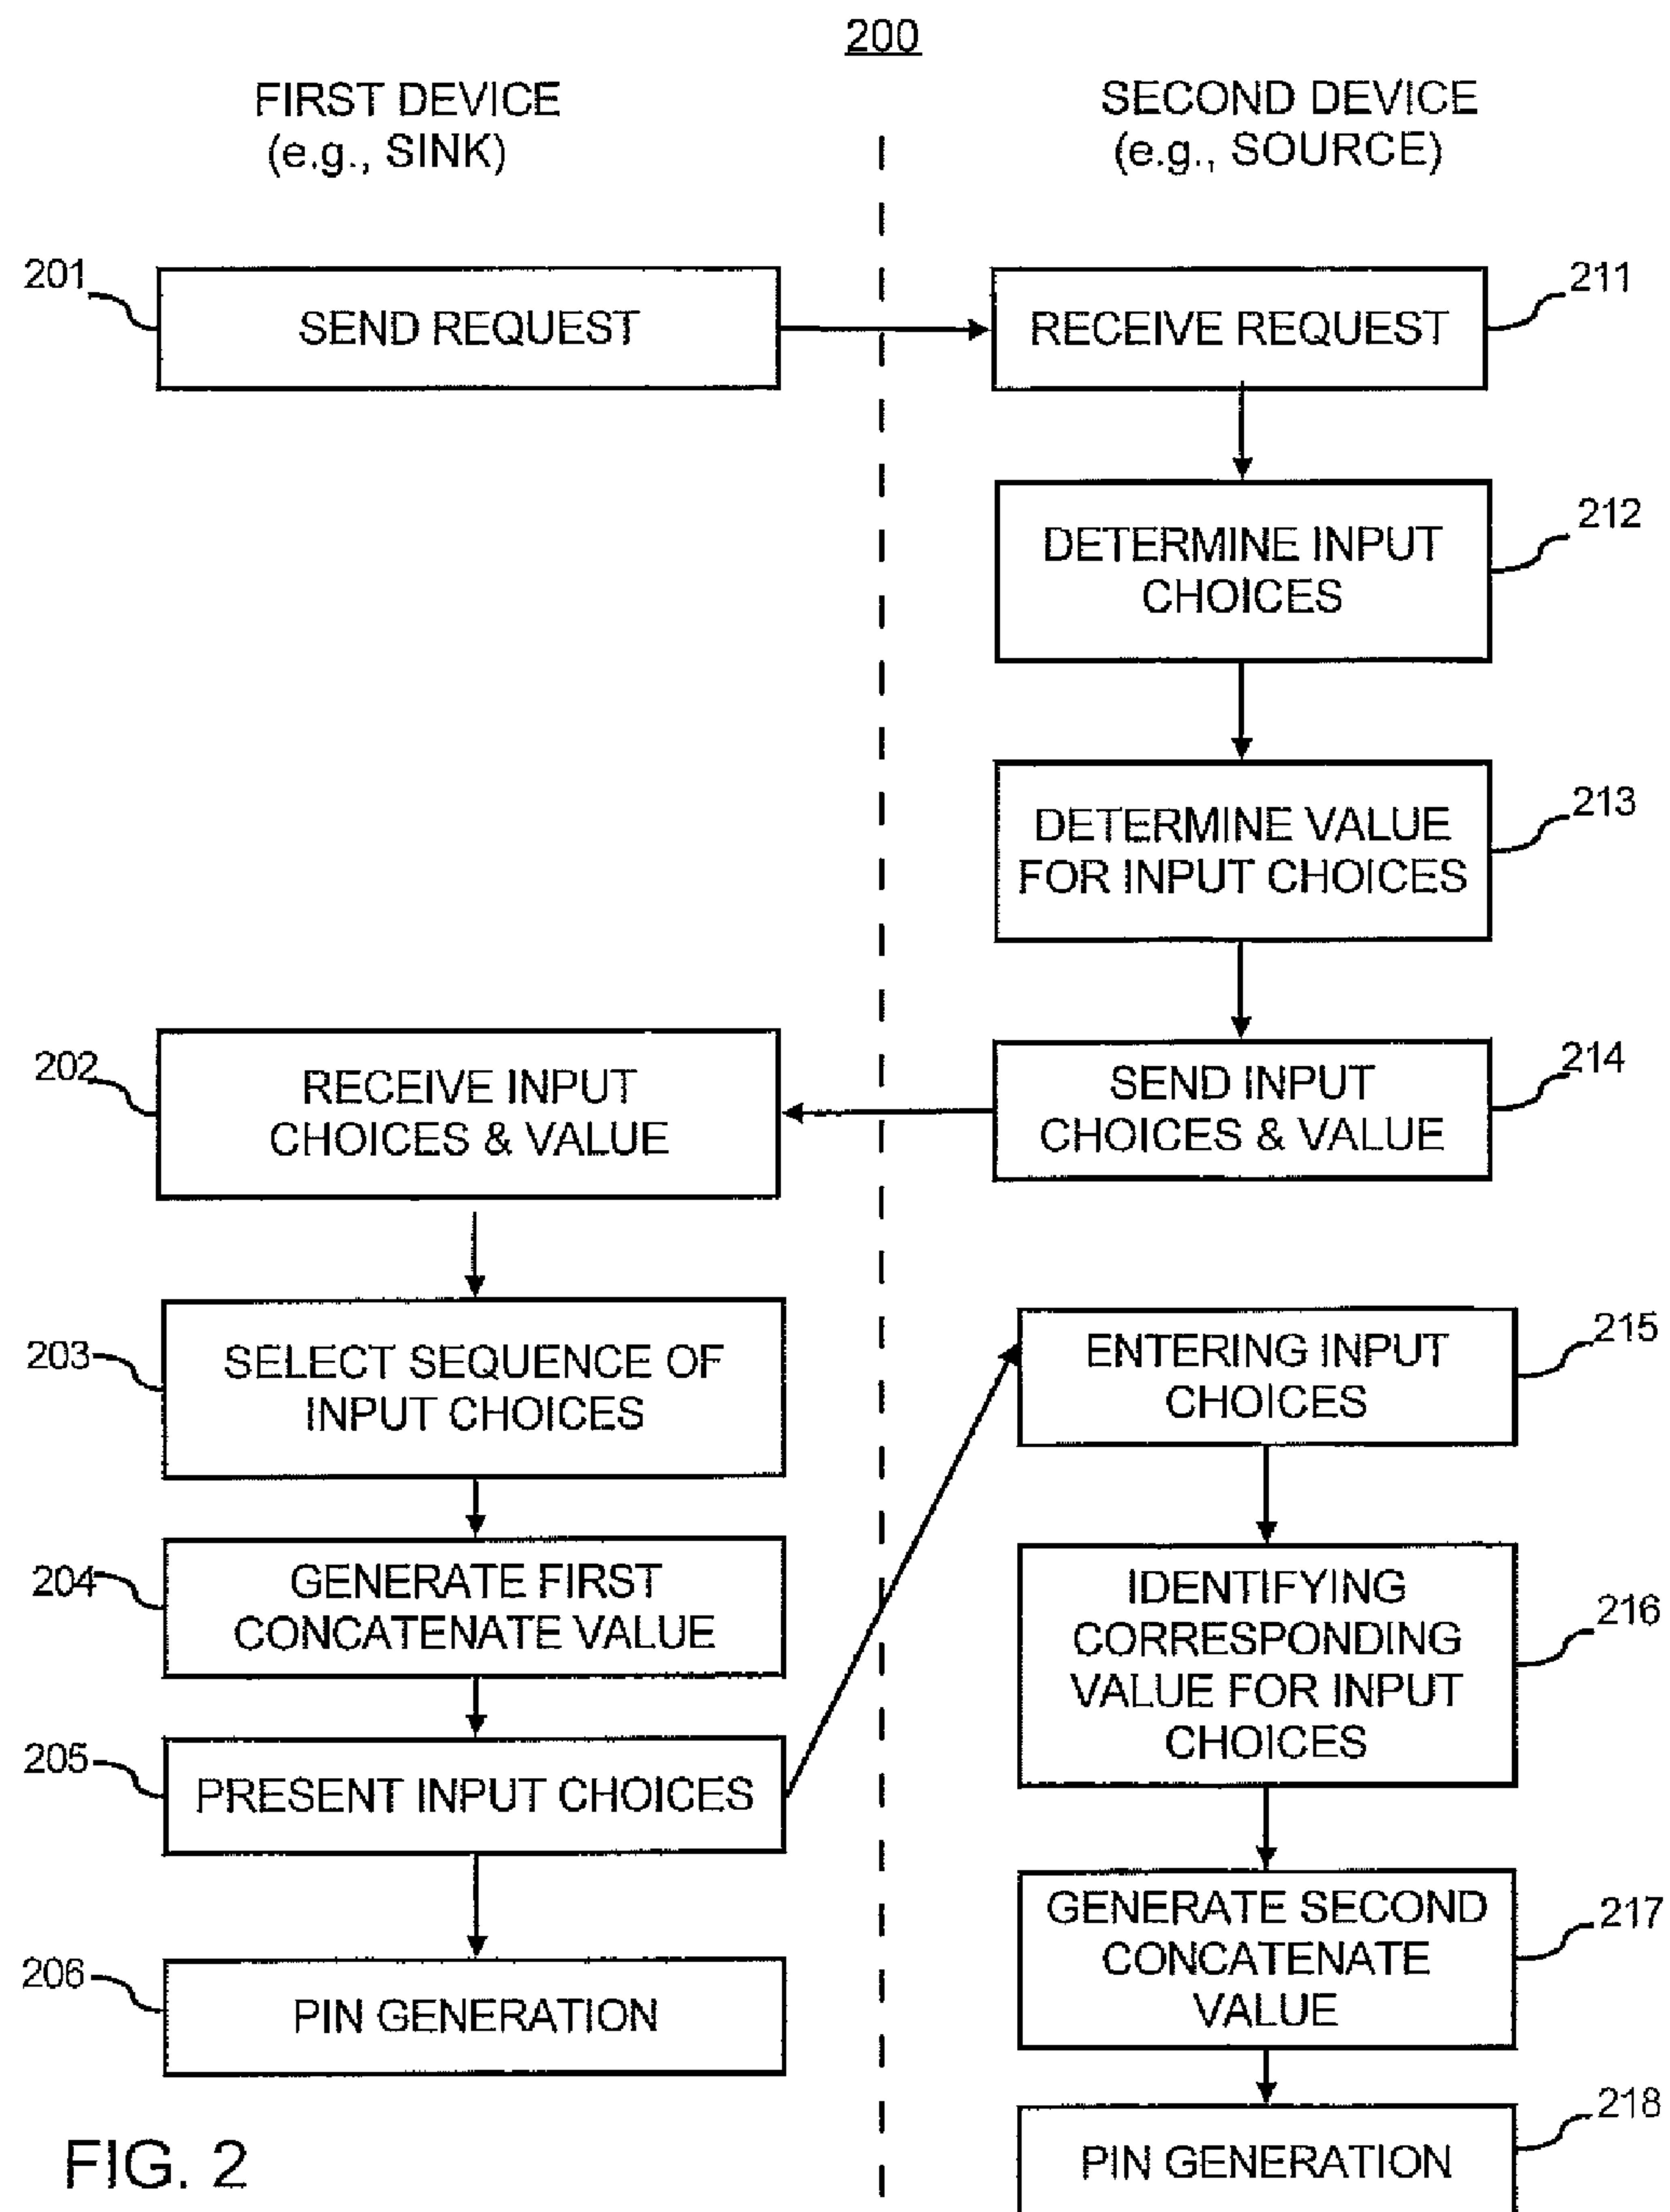 200
FIRST DEVICE
(e.g., SINK)
SECOND DEVICE
(e.g., SOURCE)
201
SEND REQUEST
RECEIVE REQUEST
211
DETERMINE INPUT
CHOICES
212
DETERMINE VALUE
FOR INPUT CHOICES
213
202
RECEIVE INPUT
CHOICES & VALUE
SEND INPUT
CHOICES & VALUE
214
203
SELECT SEQUENCE OF
INPUT CHOICES
ENTERING INPUT
CHOICES
215
204
GENERATE FIRST
CONCATENATE VALUE
IDENTIFYING
CORRESPONDING
VALUE FOR INPUT
CHOICES
216
205
PRESENT INPUT CHOICES
GENERATE SECOND
CONCATENATE
VALUE
217
206
PIN GENERATION
PIN GENERATION
218
FIG. 2